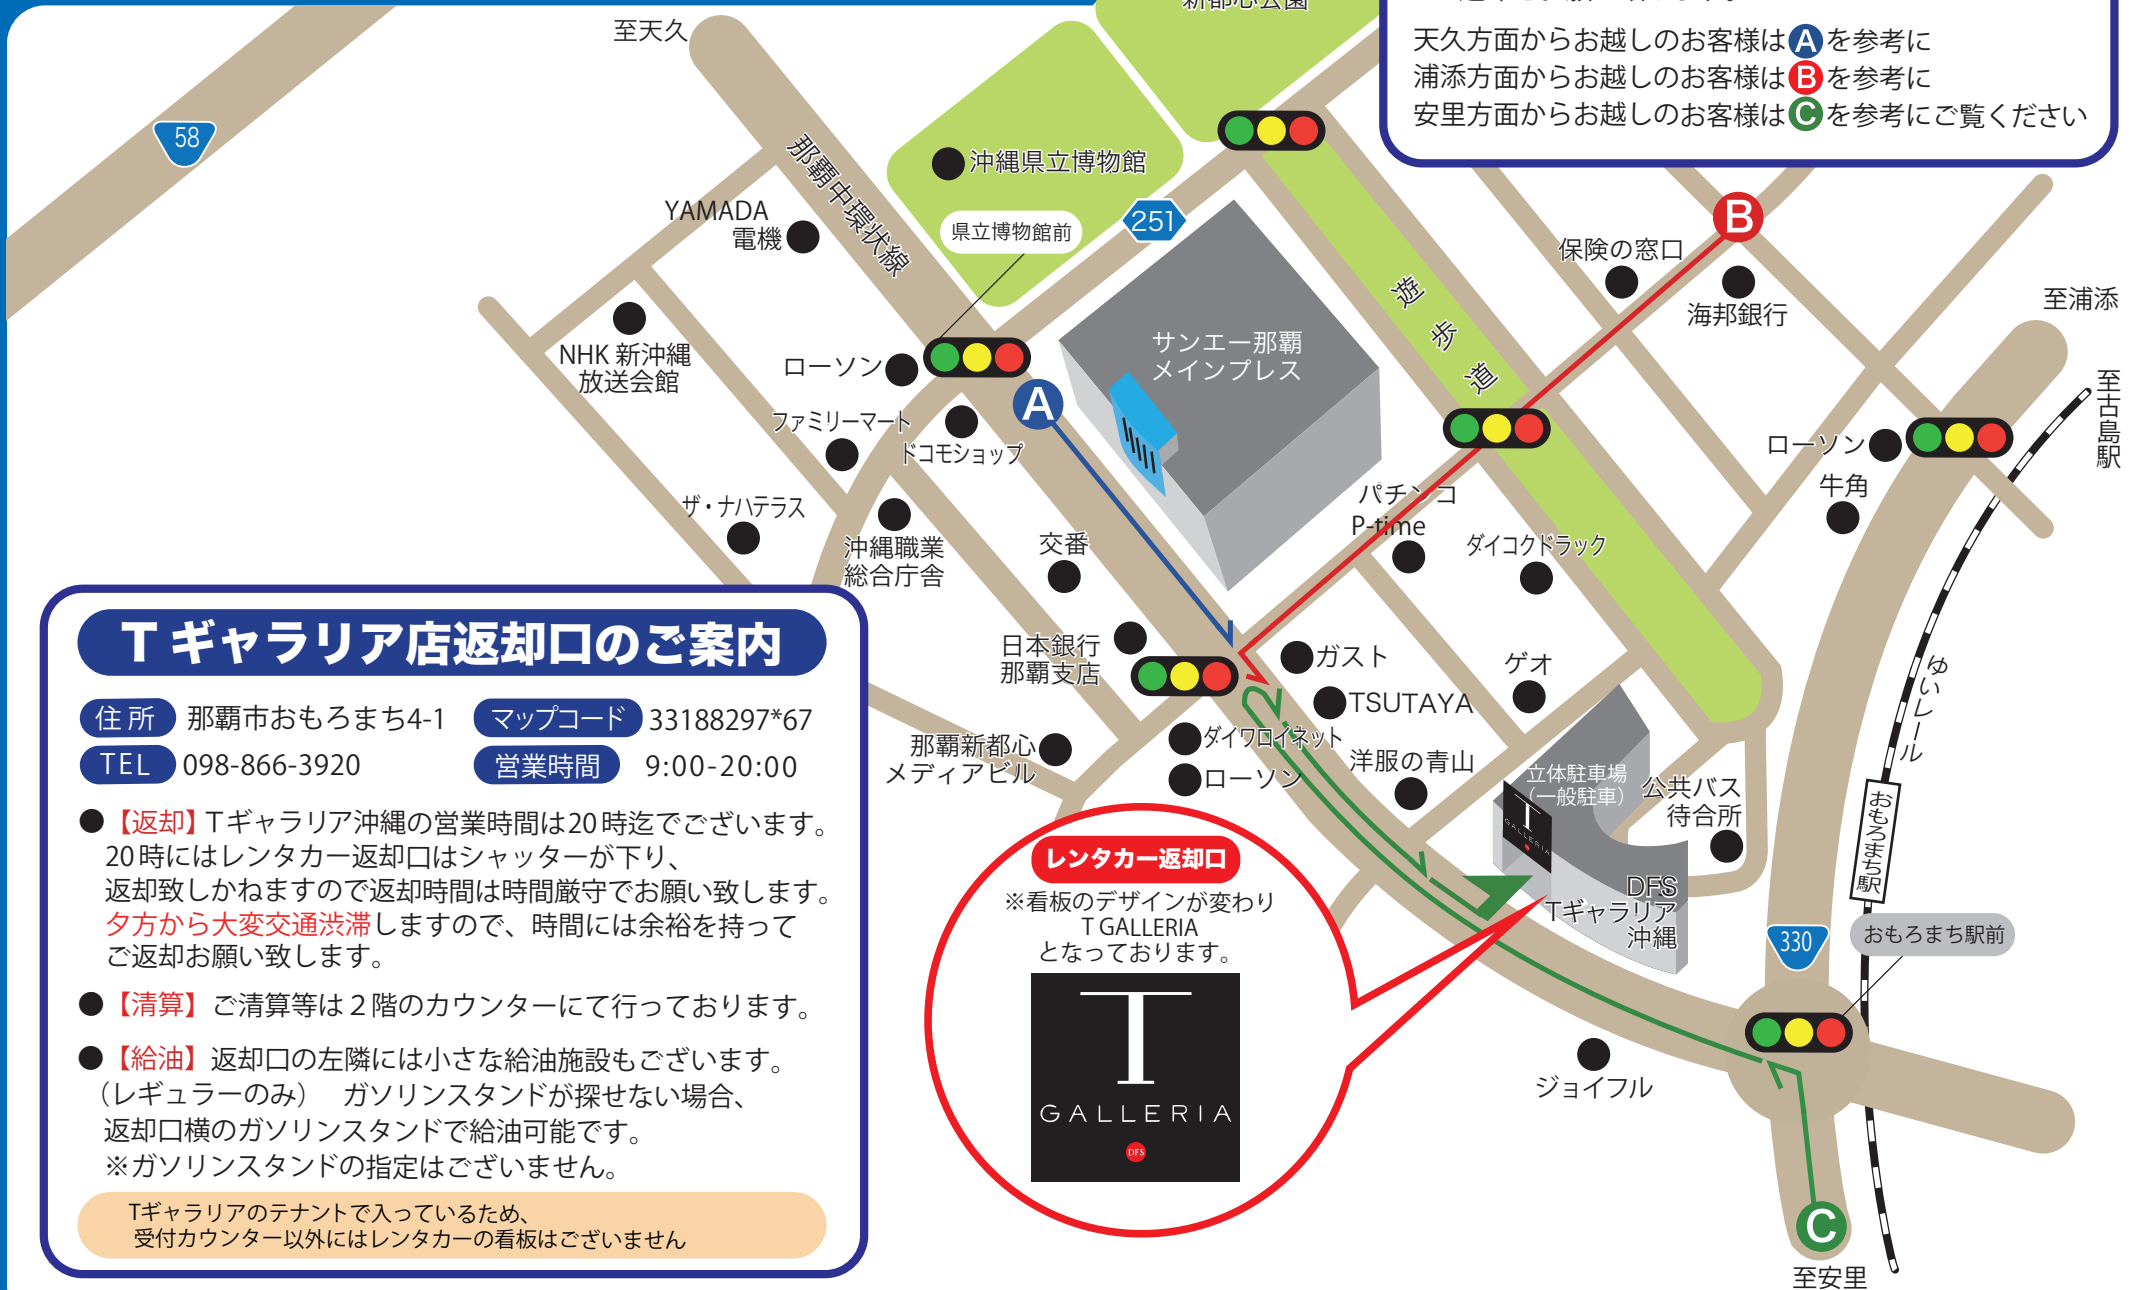 至天久
天久方面からお越しのお客様はAを参考に
浦添方面からお越しのお客様はBを参考に
安里方面からお越しのお客様はCを参考にご覧ください
58
那覇中環状線
沖縄県立博物館
県立博物館前
251
YAMADA
電機
NHK 新沖縄
放送会館
ローソン
ファミリーマート
ドコモショップ
ザ・ナハテラス
沖縄職業
総合庁舎
交番
A
サンエー那覇
メインプレス
遊歩道
B
保険の窓口
海邦銀行
至浦添
至古島駅
ローソン
牛角
パチンコ
P-time
ダイコクドラック
日本銀行
那覇支店
ガスト
TSUTAYA
ゲオ
那覇新都心
メディアビル
ダイワロイネット
ローソン
洋服の青山
立体駐車場
(一般駐車)
公共バス
待合所
T
GALLERIA
DFS
Tギャラリア
沖縄
ゆいレール
おもろまち駅
おもろまち駅前
330
ジョイフル
C
至安里
T ギャラリア店返却口のご案内
住所 那覇市おもろまち4-1 マップコード 33188297*67
TEL 098-866-3920 営業時間 9:00-20:00
●【返却】Tギャラリア沖縄の営業時間は20時迄でございます。
20時にはレンタカー返却口はシャッターが下り、
返却致しかねますので返却時間は時間厳守でお願い致します。
夕方から大変交通渋滞しますので、時間には余裕を持って
ご返却お願い致します。
●【清算】ご清算等は２階のカウンターにて行っております。
●【給油】返却口の左隣には小さな給油施設もございます。
（レギュラーのみ） ガソリンスタンドが探せない場合、
返却口横のガソリンスタンドで給油可能です。
※ガソリンスタンドの指定はございません。
Tギャラリアのテナントで入っているため、
受付カウンター以外にはレンタカーの看板はございません
レンタカー返却口
※看板のデザインが変わり
T GALLERIA
となっております。
T
GALLERIA
DFS